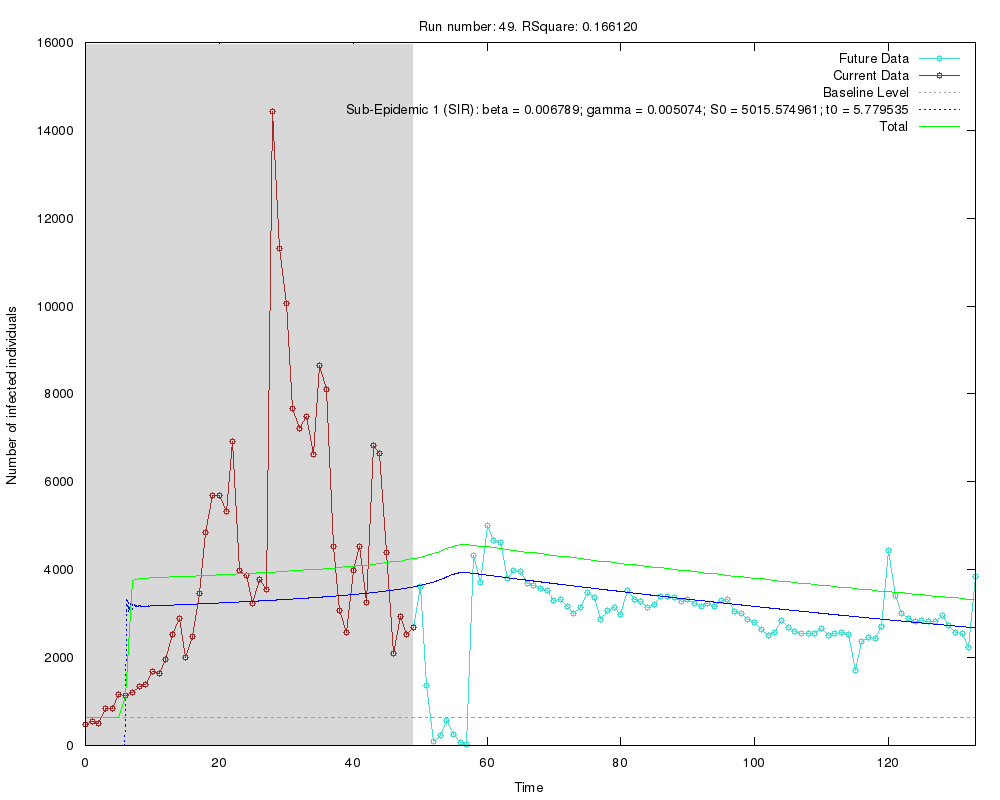 Run number: 49. RSquare: 0.166120
16000
14000
12000
10000
8000
6000
4000
2000
0
Number of infected individuals
Future Data
Current Data
Baseline Level
Sub-Epidemic 1 (SIR): beta = 0.006789; gamma = 0.005074; S0 = 5015.574961; t0 = 5.779535
Total
0 20 40 60 80 100 120
Time